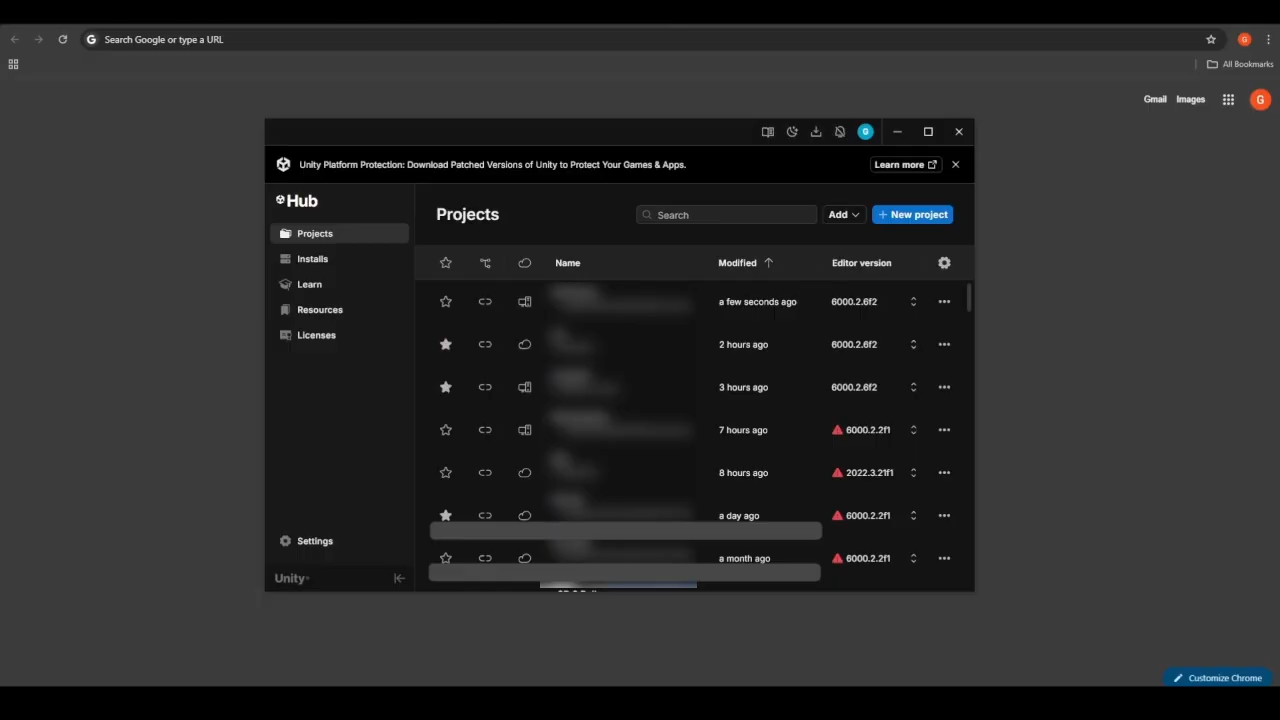 Search Google or type a URL
All Bookmarks
Gmail Images
G
G
Unity Platform Protection: Download Patched Versions of Unity to Protect Your Games & Apps.
Learn more
Hub
Projects
Installs
Learn
Resources
Licenses
Settings
Unity
Projects
Search
Add
+ New project
Name Modified Editor version
a few seconds ago 6000.2.6f2
2 hours ago 6000.2.6f2
3 hours ago 6000.2.6f2
7 hours ago 6000.2.2f1
8 hours ago 2022.3.21f1
a day ago 6000.2.2f1
a month ago 6000.2.2f1
Customize Chrome